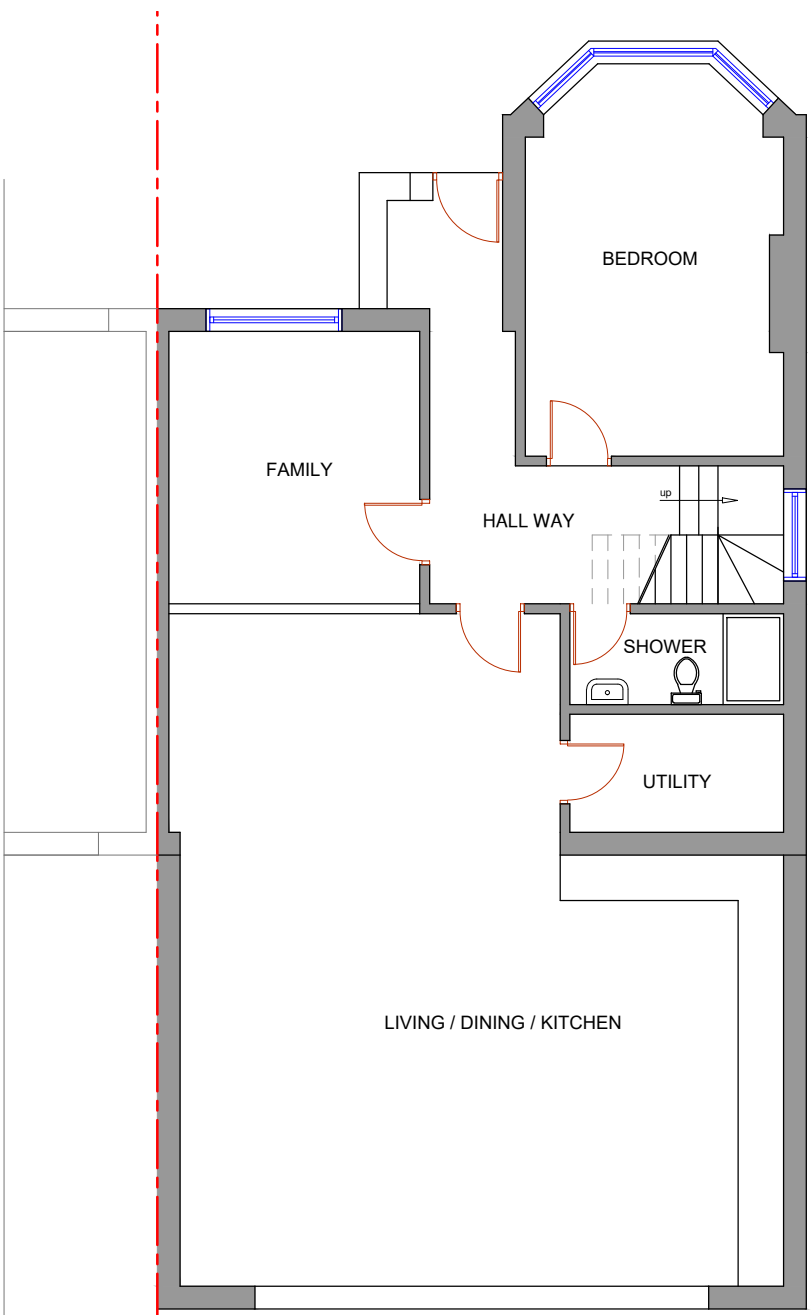 BEDROOM
FAMILY
up
HALL WAY
SHOWER
UTILITY
LIVING / DINING / KITCHEN